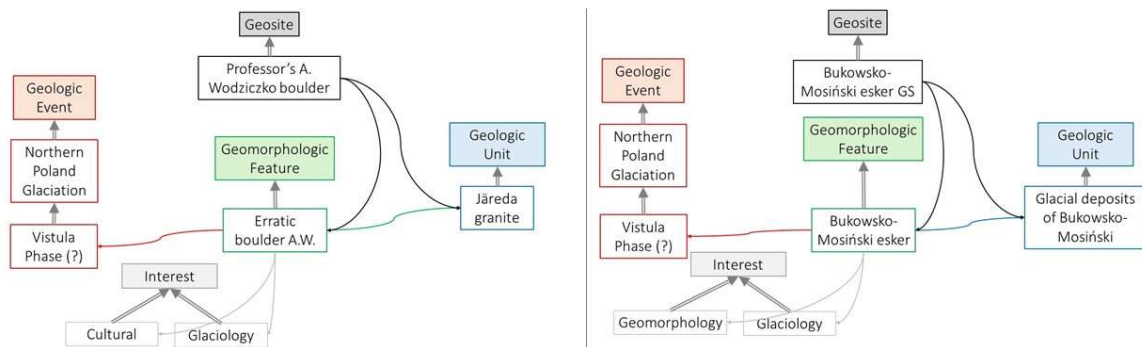 Geosite
Professor's A.
Wodziczko boulder
Geologic
Event
Northern
Poland
Glaciation
Vistula
Phase (?)
Geomorphologic
Feature
Erratic
boulder A.W.
Geologic
Unit
Järeda
granite
Interest
Cultural
Glaciology
Geosite
Bukowsko-
Mosiński esker GS
Geologic
Event
Northern
Poland
Glaciation
Vistula
Phase (?)
Geomorphologic
Feature
Bukowsko-
Mosiński esker
Geologic
Unit
Glacial deposits
of Bukowsko-
Mosiński
Interest
Geomorphology
Glaciology